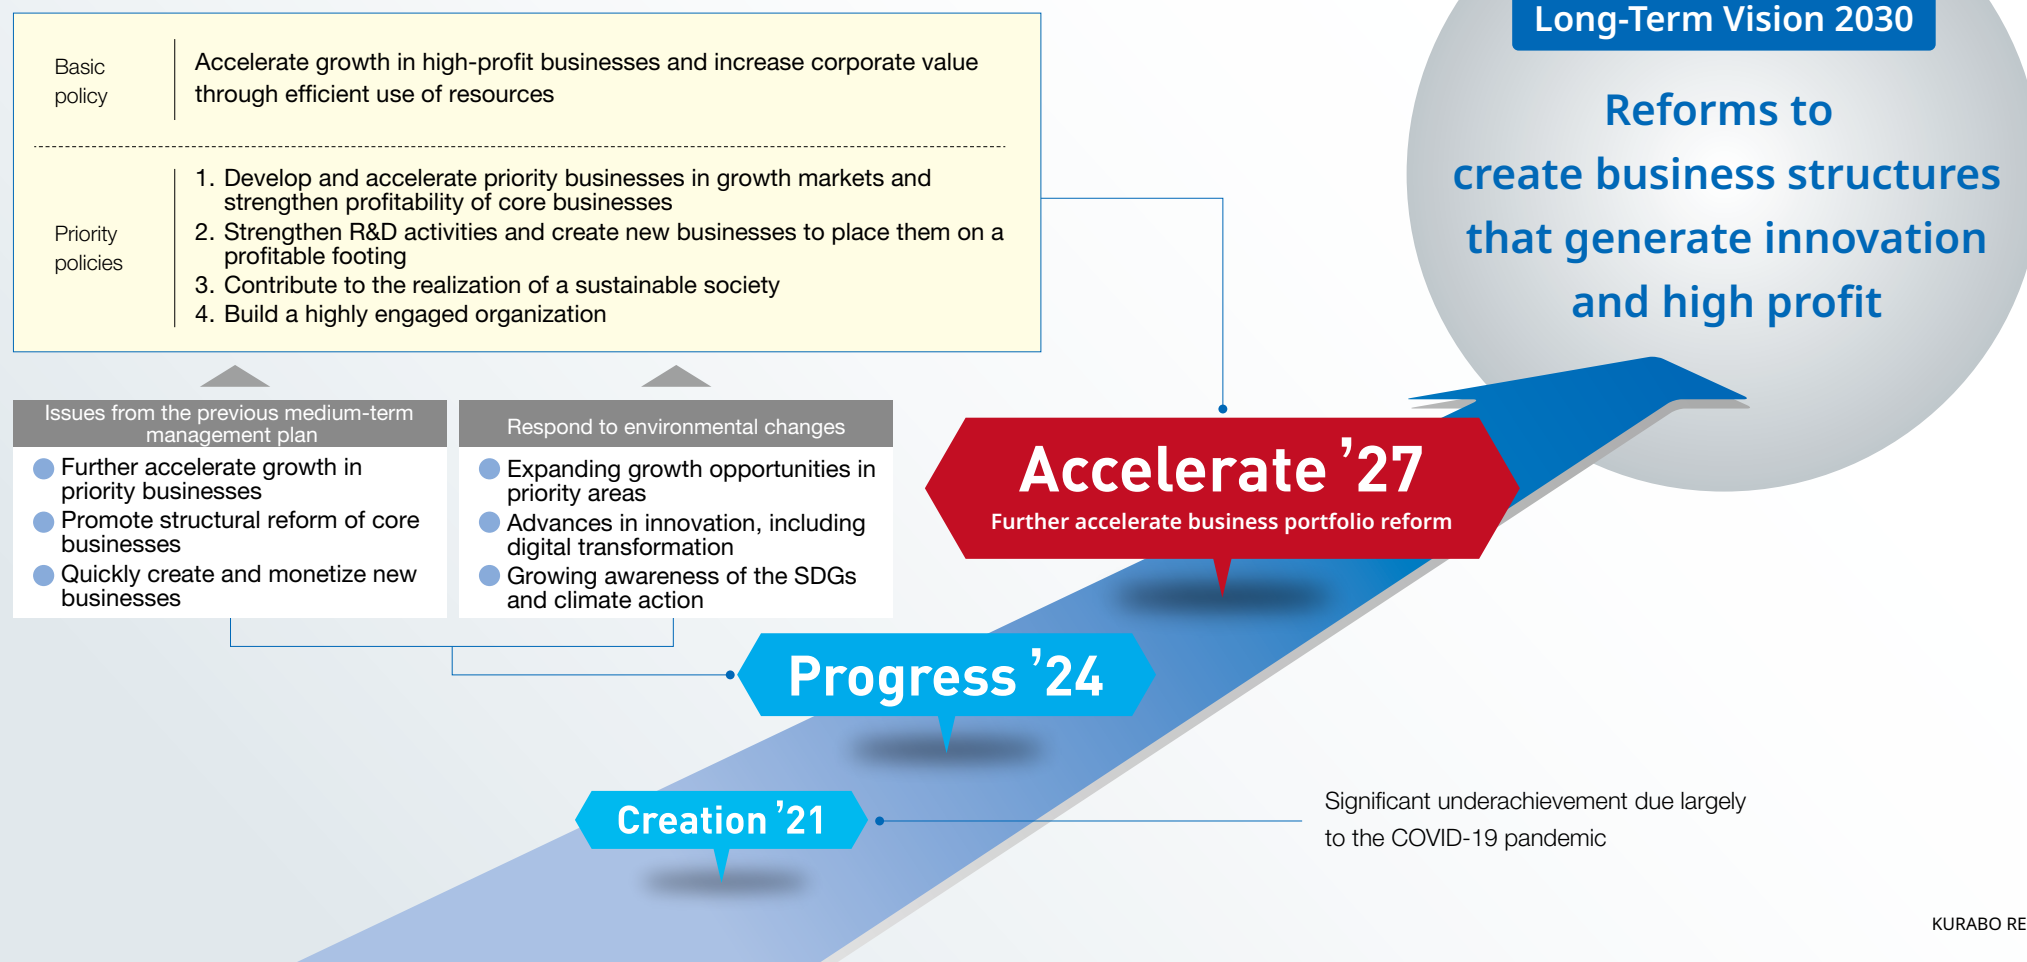 Basic
policy
Accelerate growth in high-profit businesses and increase corporate value
through efficient use of resources
Priority
policies
1. Develop and accelerate priority businesses in growth markets and
strengthen profitability of core businesses
2. Strengthen R&D activities and create new businesses to place them on a
profitable footing
3. Contribute to the realization of a sustainable society
4. Build a highly engaged organization
Issues from the previous medium-term
management plan
Further accelerate growth in
priority businesses
Promote structural reform of core
businesses
Quickly create and monetize new
businesses
Respond to environmental changes
Expanding growth opportunities in
priority areas
Advances in innovation, including
digital transformation
Growing awareness of the SDGs
and climate action
Long-Term Vision 2030
Reforms to
create business structures
that generate innovation
and high profit
Accelerate ’27
Further accelerate business portfolio reform
Progress ’24
Creation ’21
Significant underachievement due largely
to the COVID-19 pandemic
KURABO RE